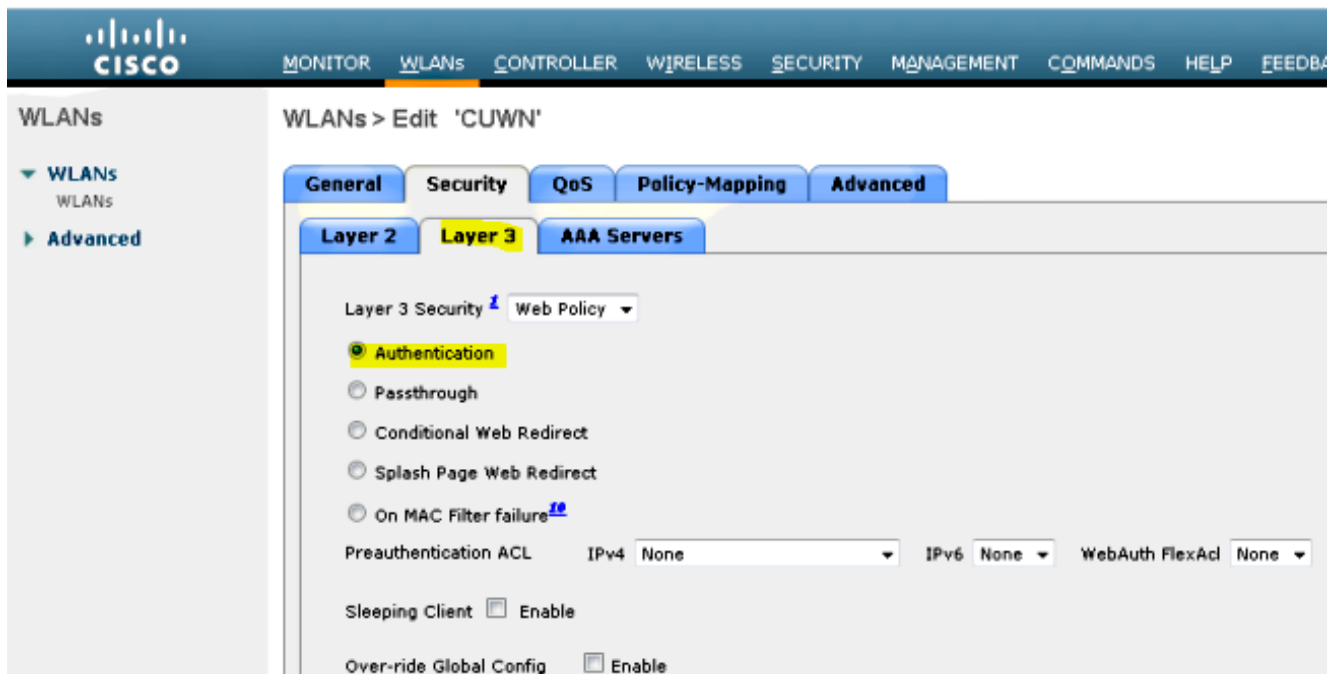 CISCO
MONITOR WLANs CONTROLLER WIRELESS SECURITY MANAGEMENT COMMANDS HELP FEEDBA
WLANs
WLANs
WLANs
Advanced
WLANs > Edit 'CUWN'
General Security QoS Policy-Mapping Advanced
Layer 2 Layer 3 AAA Servers
Layer 3 Security 1 Web Policy
Authentication
Passthrough
Conditional Web Redirect
Splash Page Web Redirect
On MAC Filter failure10
Preauthentication ACL IPv4 None IPv6 None WebAuth FlexAcl None
Sleeping Client Enable
Over-ride Global Config Enable